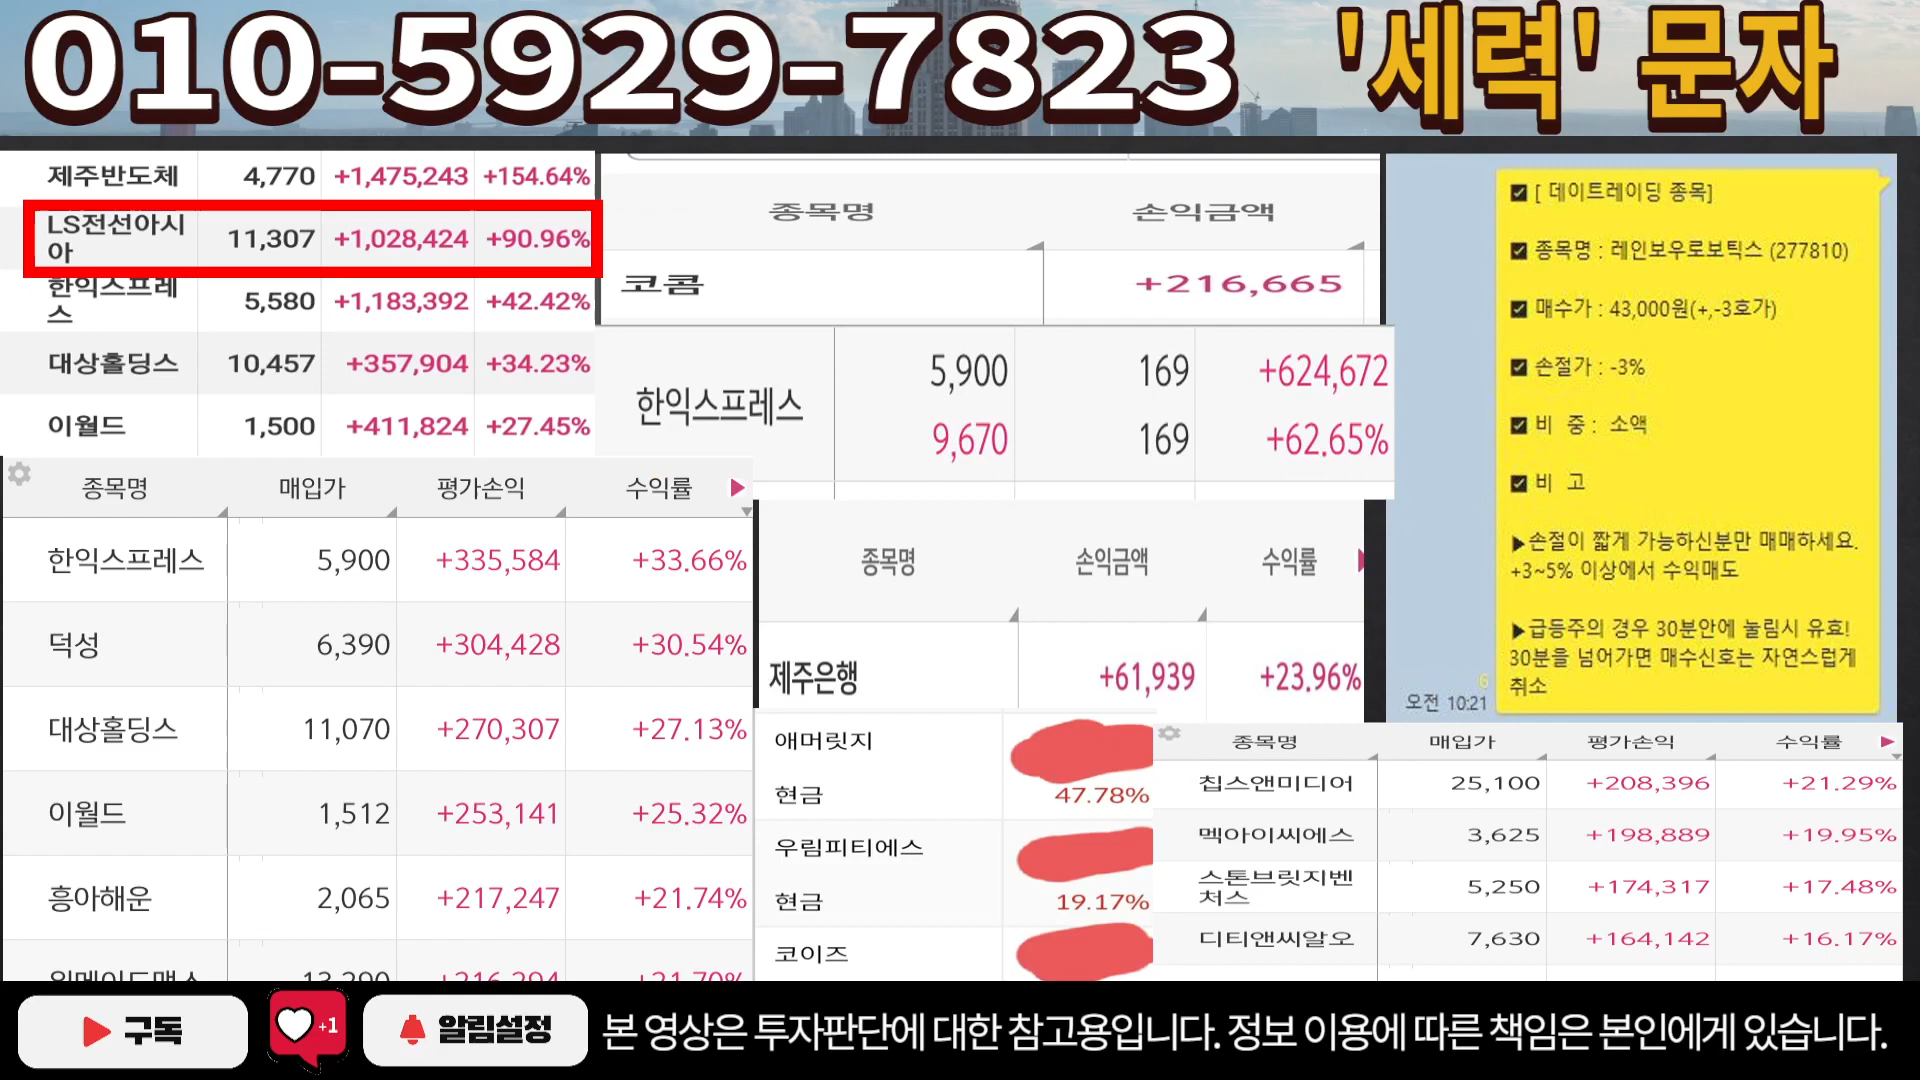 010-5929-7823 '세력' 문자
제주반도체 4,770 +1,475,243 +154.64%
LS전선아시아 11,307 +1,028,424 +90.96%
한익스프레스 5,580 +1,183,392 +42.42%
대상홀딩스 10,457 +357,904 +34.23%
이월드 1,500 +411,824 +27.45%
종목명 손익금액
코콤 +216,665
한익스프레스 5,900 169 +624,672
9,670 169 +62.65%
[ 데이트레이딩 종목]
종목명 : 레인보우로보틱스 (277810)
매수가 : 43,000원(+,-3호가)
손절가 : -3%
비 중 : 소액
비 고
▶손절이 짧게 가능하신분만 매매하세요.
+3~5% 이상에서 수익매도
▶급등주의 경우 30분안에 눌림시 유효!
30분을 넘어가면 매수신호는 자연스럽게
취소
6
오전 10:21
종목명 매입가 평가손익 수익률
한익스프레스 5,900 +335,584 +33.66%
덕성 6,390 +304,428 +30.54%
대상홀딩스 11,070 +270,307 +27.13%
이월드 1,512 +253,141 +25.32%
흥아해운 2,065 +217,247 +21.74%
종목명 손익금액 수익률
제주은행 +61,939 +23.96%
애머릿지
현금 47.78%
우림피티에스
현금 19.17%
코이즈
종목명 매입가 평가손익 수익률
칩스앤미디어 25,100 +208,396 +21.29%
멕아이씨에스 3,625 +198,889 +19.95%
스톤브릿지벤처스 5,250 +174,317 +17.48%
디티앤씨알오 7,630 +164,142 +16.17%
구독 +1 알림설정 본 영상은 투자판단에 대한 참고용입니다. 정보 이용에 따른 책임은 본인에게 있습니다.